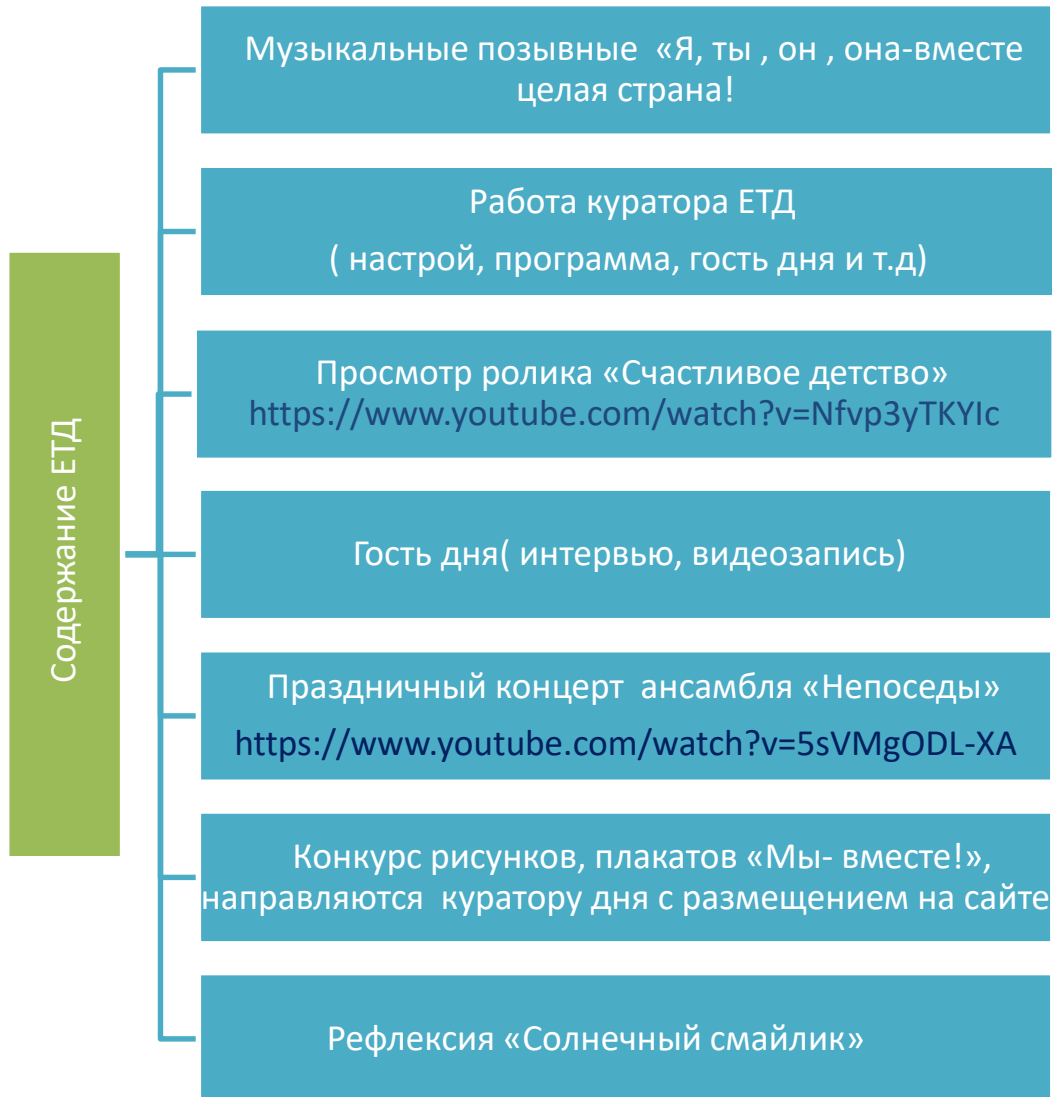 Содержание ЕТД
Музыкальные позывные «Я, ты , он , она-вместе
целая страна!
Работа куратора ЕТД
( настрой, программа, гость дня и т.д)
Просмотр ролика «Счастливое детство»
https://www.youtube.com/watch?v=Nfvp3yTKYIc
Гость дня( интервью, видеозапись)
Праздничный концерт ансамбля «Непоседы»
https://www.youtube.com/watch?v=5sVMgODL-XA
Конкурс рисунков, плакатов «Мы- вместе!»,
направляются куратору дня с размещением на сайте
Рефлексия «Солнечный смайлик»